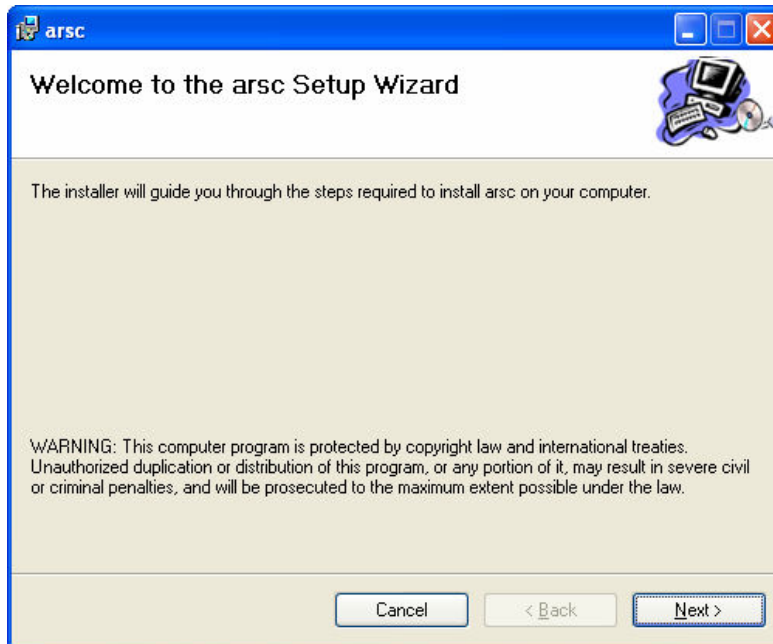 arsc
Welcome to the arsc Setup Wizard
The installer will guide you through the steps required to install arsc on your computer.
WARNING: This computer program is protected by copyright law and international treaties.
Unauthorized duplication or distribution of this program, or any portion of it, may result in severe civil
or criminal penalties, and will be prosecuted to the maximum extent possible under the law.
Cancel < Back Next >